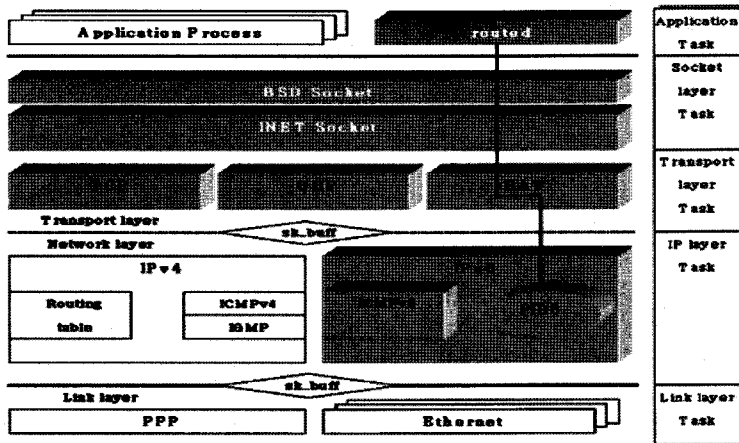 Application Process
routed
Application
Task
BSD Socket
INET Socket
Socket
layer
Task
Transport
layer
Task
Transport layer
sk_buff
Network layer
IPv4
Routing
table
ICMPv4
IGMP
IP layer
Task
sk_buff
Link layer
PPP
Ethernet
Link layer
Task